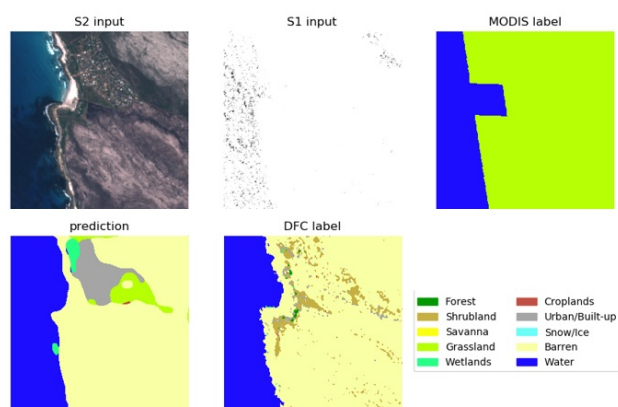 S2 input
S1 input
MODIS label
prediction
DFC label
Forest
Shrubland
Savanna
Grassland
Wetlands
Croplands
Urban/Built-up
Snow/Ice
Barren
Water